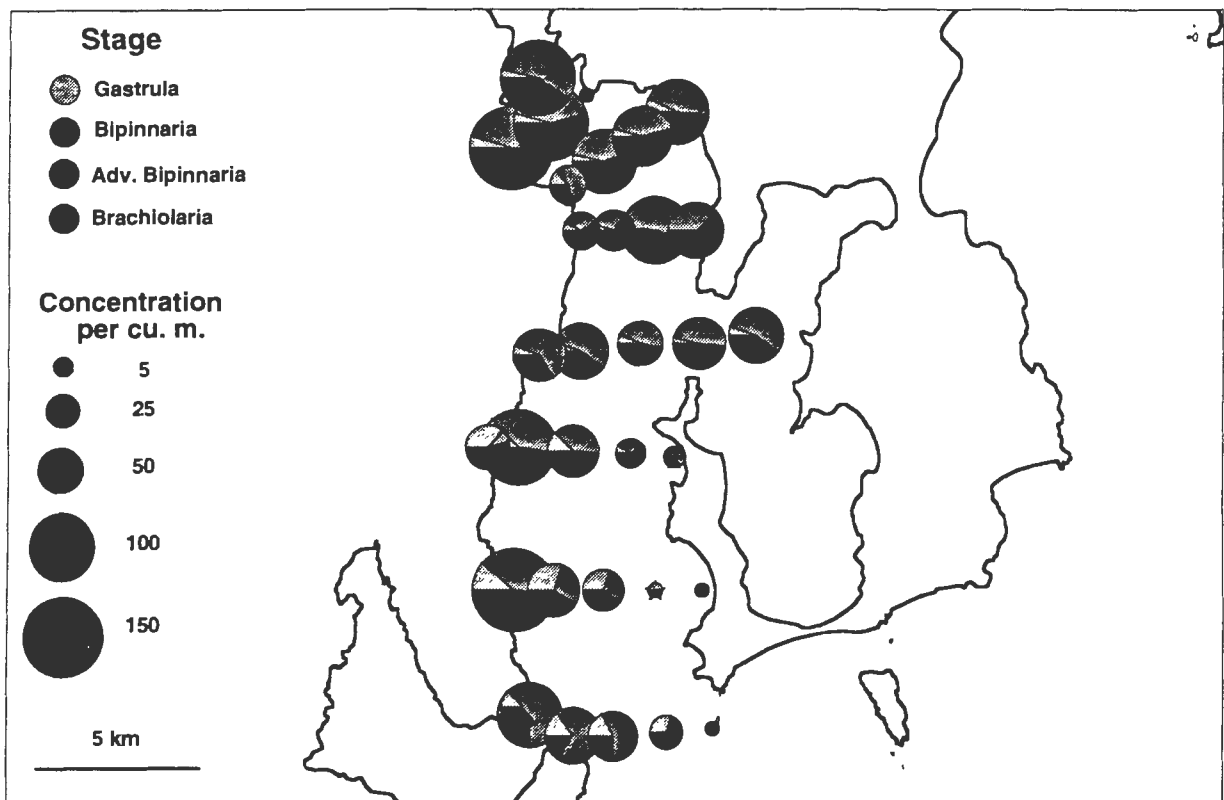 Stage
Gastrula
Bipinnaria
Adv. Bipinnaria
Brachiolaria
Concentration
per cu. m.
5
25
50
100
150
5 km